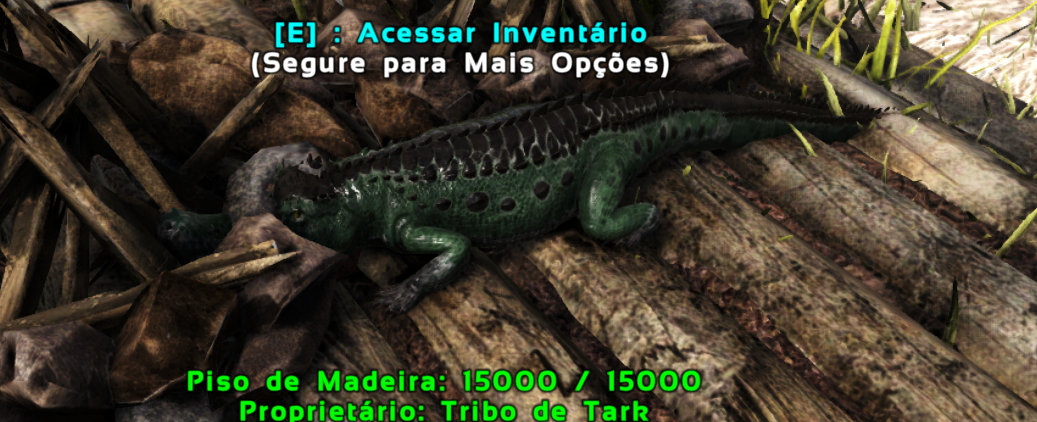 [E] : Acessar Inventário
(Segure para Mais Opções)
Piso de Madeira: 15000 / 15000
Proprietário: Tribo de Tark